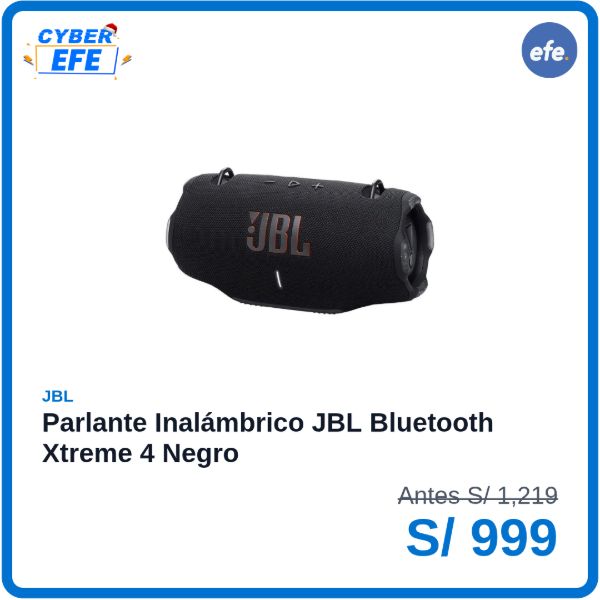 CYBER
EFE
efe.
JBL
JBL
Parlante Inalámbrico JBL Bluetooth
Xtreme 4 Negro
Antes S/ 1,219
S/ 999